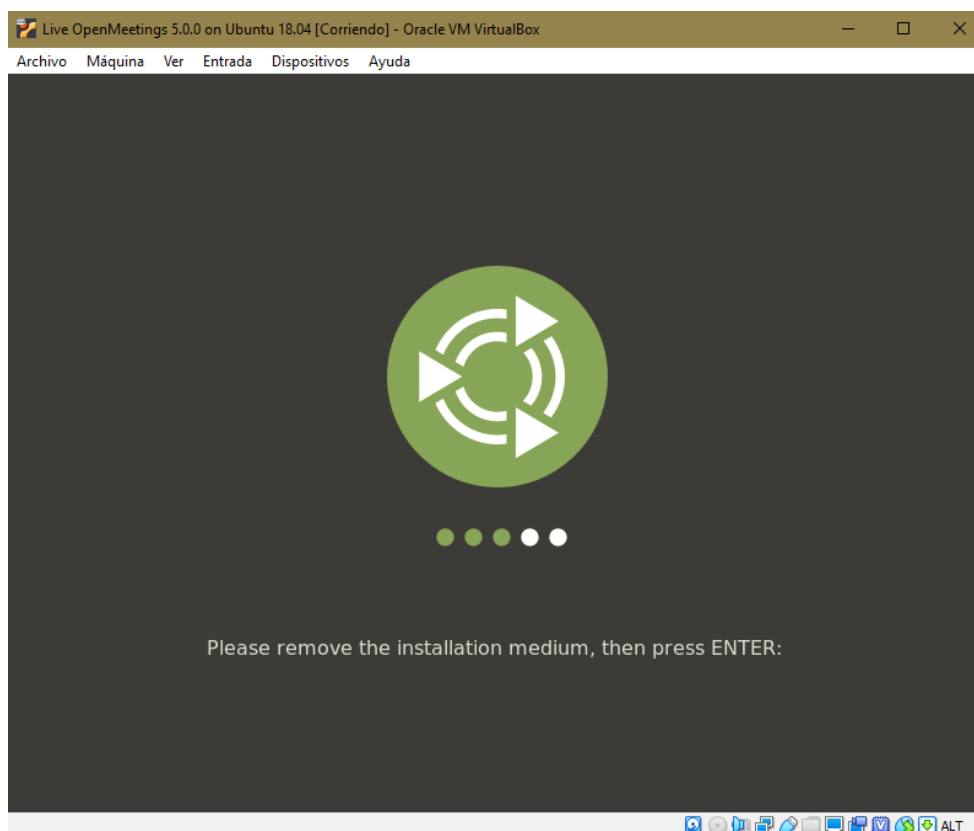 Live OpenMeetings 5.0.0 on Ubuntu 18.04 [Corriendo] - Oracle VM VirtualBox
Archivo Máquina Ver Entrada Dispositivos Ayuda
Please remove the installation medium, then press ENTER:
ALT